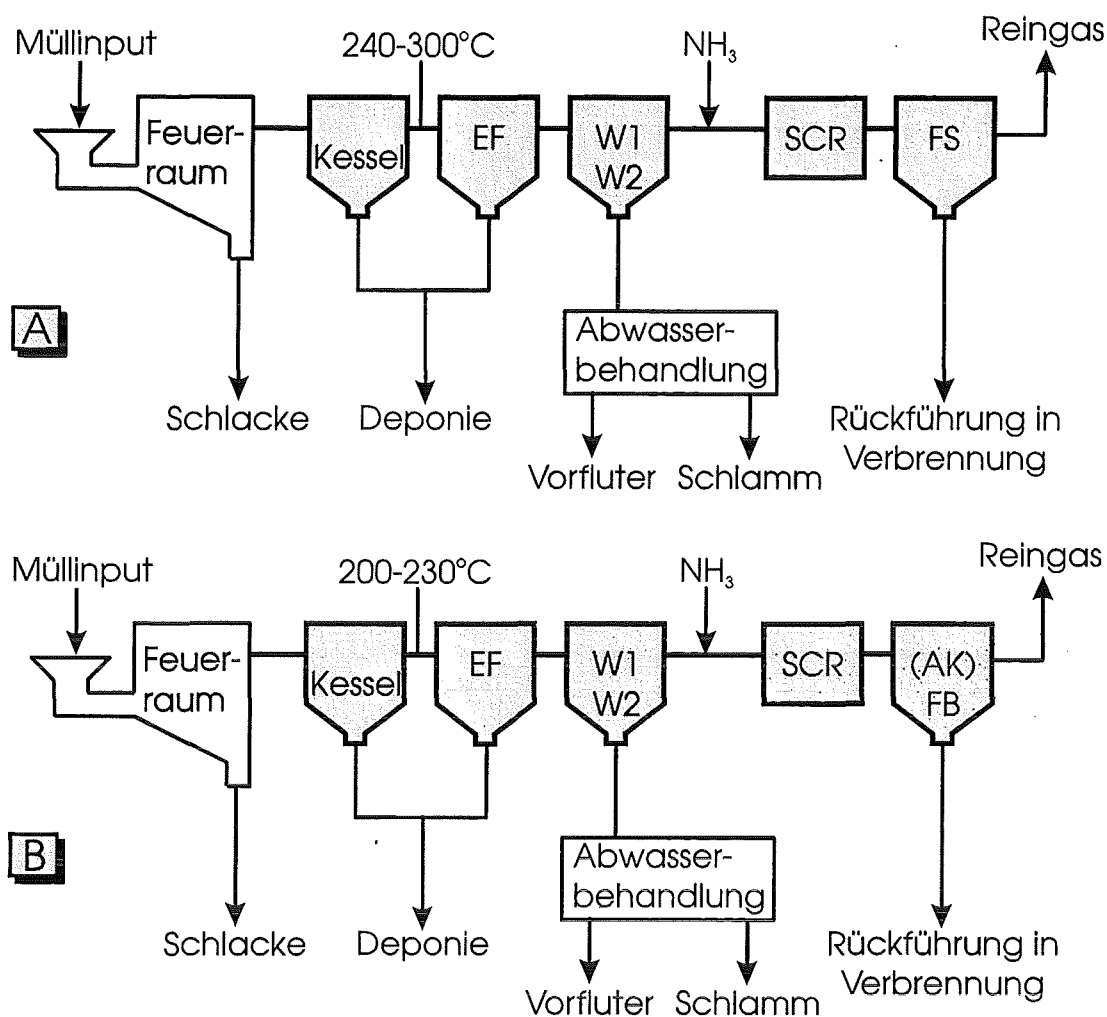 Müllinput
240-300°C
NH₃
Reingas
Feuer-
raum
Kessel
EF
W1
W2
SCR
FS
A
Abwasser-
behandlung
Schlacke
Deponie
Vorfluter
Schlamm
Rückführung in
Verbrennung
Müllinput
200-230°C
NH₃
Reingas
Feuer-
raum
Kessel
EF
W1
W2
SCR
(AK)
FB
B
Abwasser-
behandlung
Schlacke
Deponie
Vorfluter
Schlamm
Rückführung in
Verbrennung